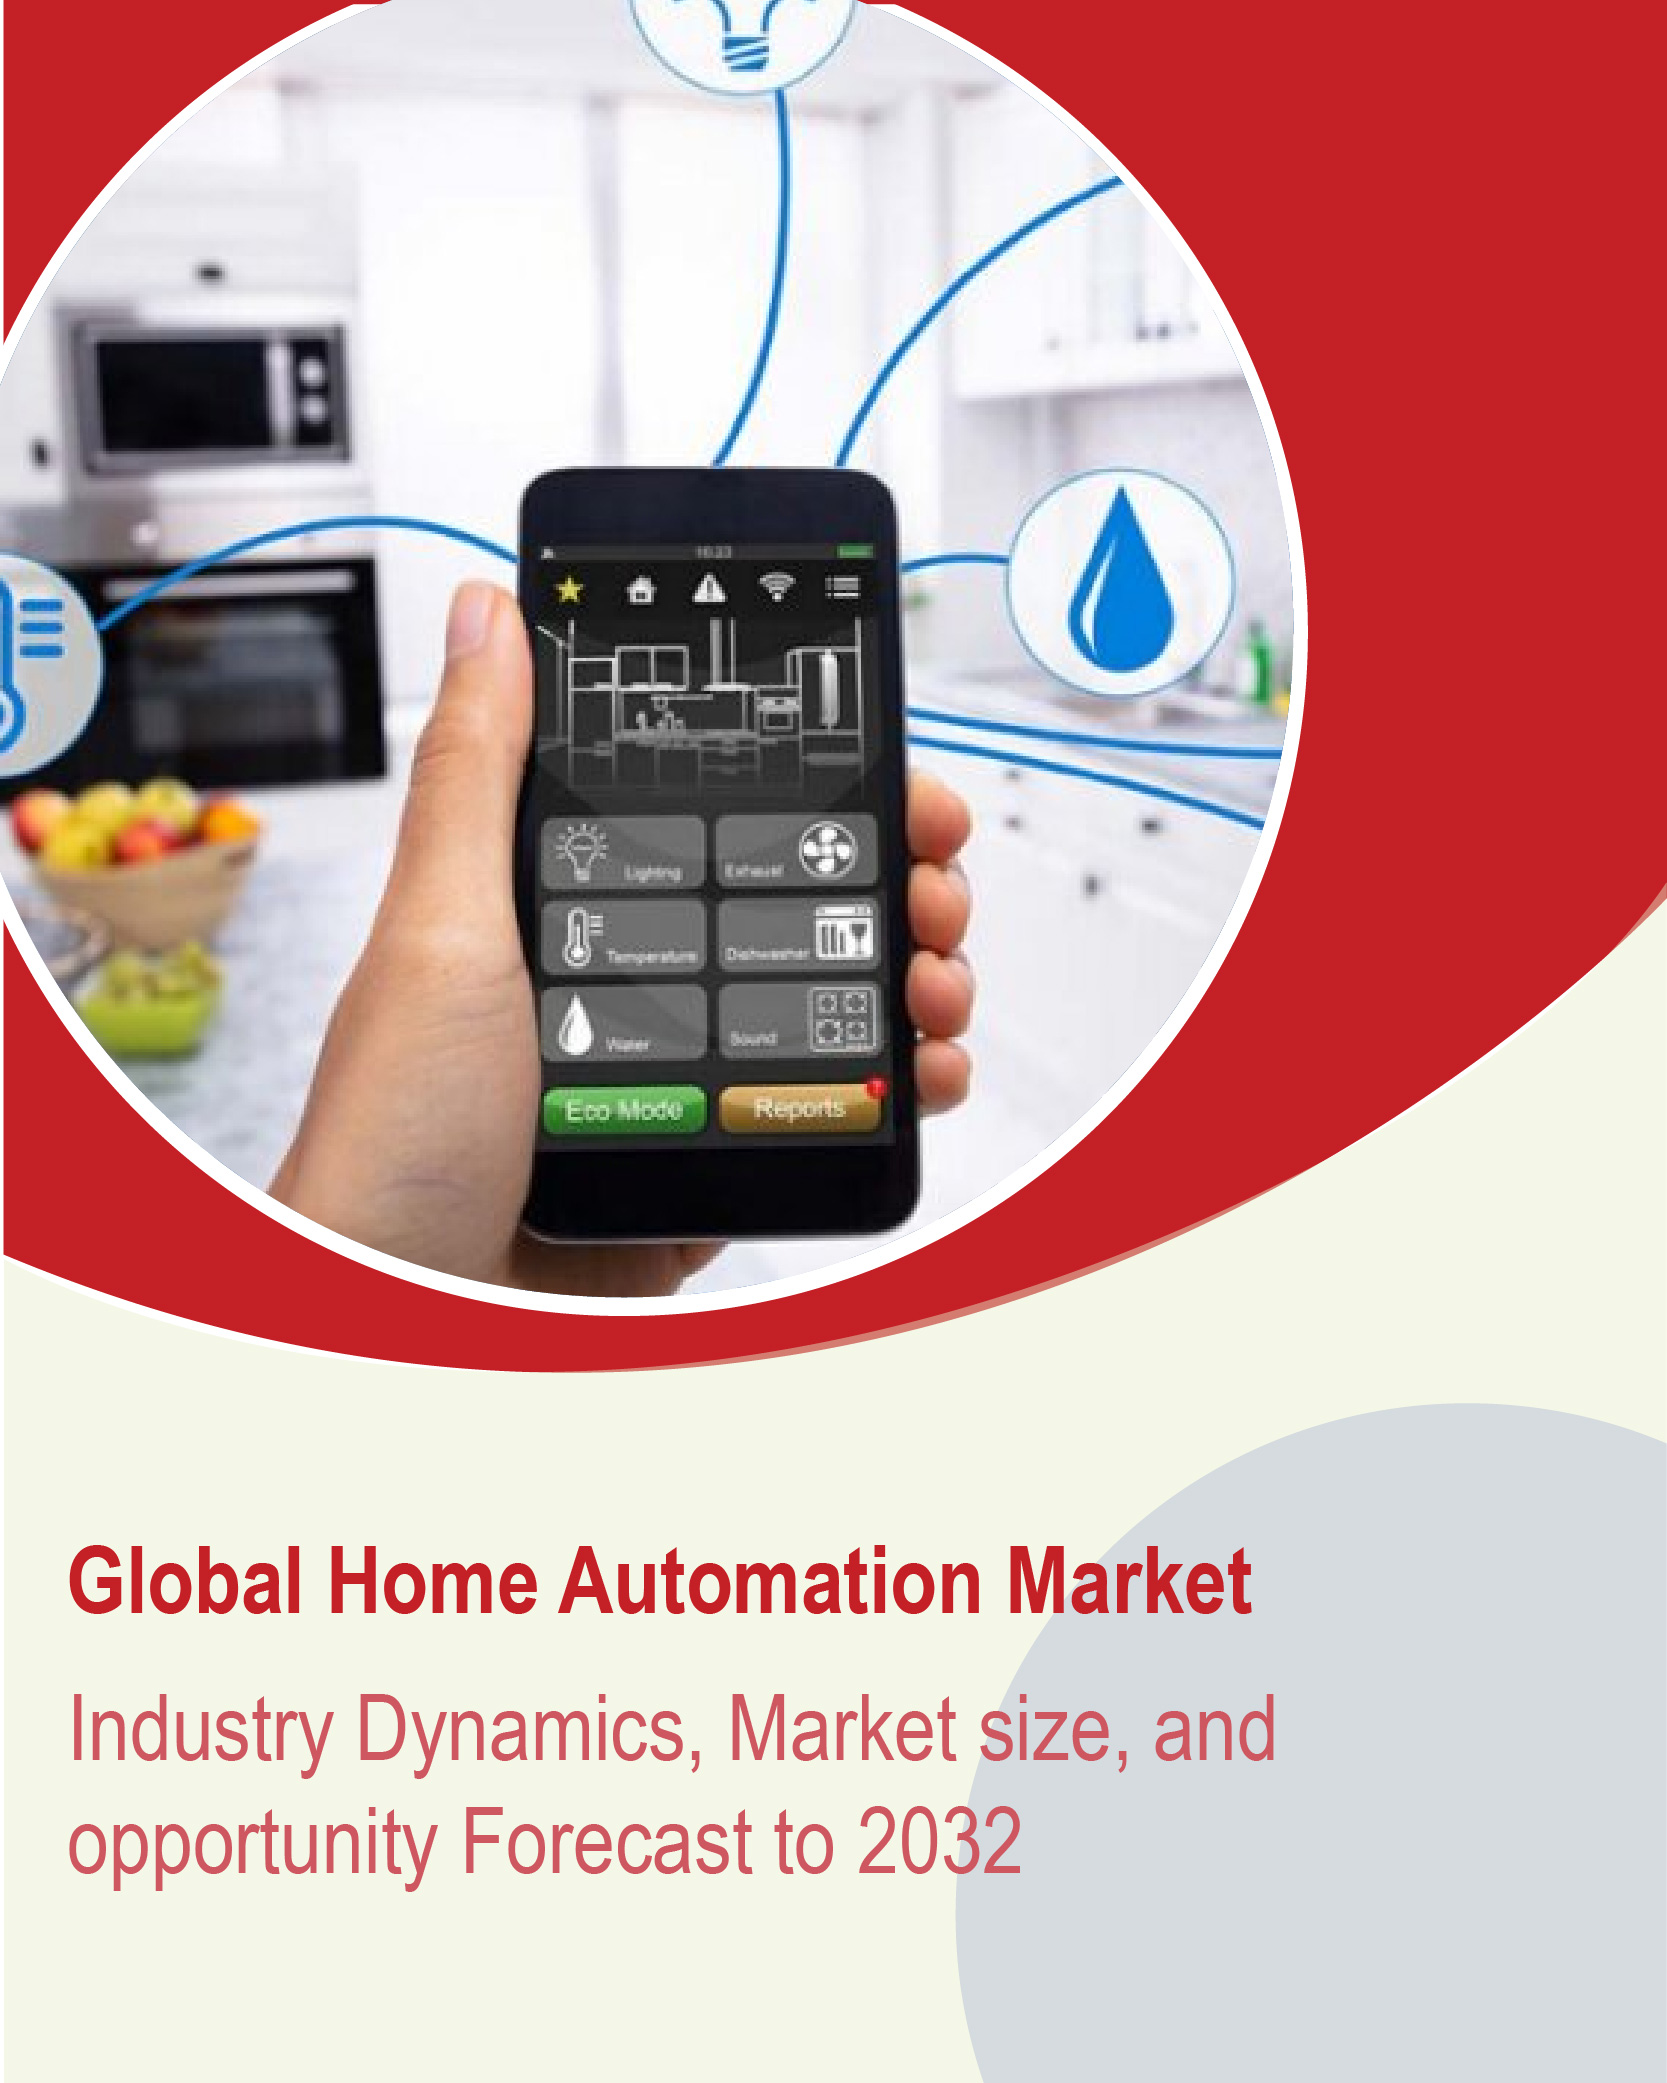 16:23
Lighting
Exhaust
Temperature
Dishwasher
Water
Sound
Eco Mode
Reports
Global Home Automation Market
Industry Dynamics, Market size, and
opportunity Forecast to 2032